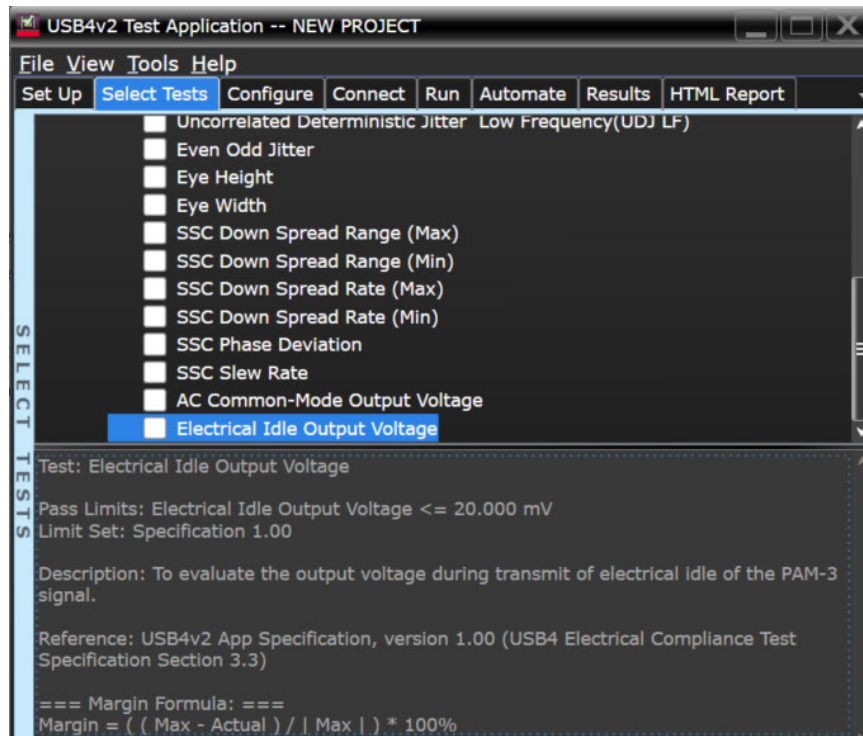 USB4v2 Test Application -- NEW PROJECT
File View Tools Help
Set Up Select Tests Configure Connect Run Automate Results HTML Report
Uncorrelated Deterministic Jitter Low Frequency(UDJ LF)
Even Odd Jitter
Eye Height
Eye Width
SSC Down Spread Range (Max)
SSC Down Spread Range (Min)
SSC Down Spread Rate (Max)
SSC Down Spread Rate (Min)
SSC Phase Deviation
SSC Slew Rate
AC Common-Mode Output Voltage
Electrical Idle Output Voltage
SELECT TESTS
Test: Electrical Idle Output Voltage
Pass Limits: Electrical Idle Output Voltage <= 20.000 mV
Limit Set: Specification 1.00
Description: To evaluate the output voltage during transmit of electrical idle of the PAM-3
signal.
Reference: USB4v2 App Specification, version 1.00 (USB4 Electrical Compliance Test
Specification Section 3.3)
=== Margin Formula: ===
Margin = ( ( Max - Actual ) / | Max | ) * 100%